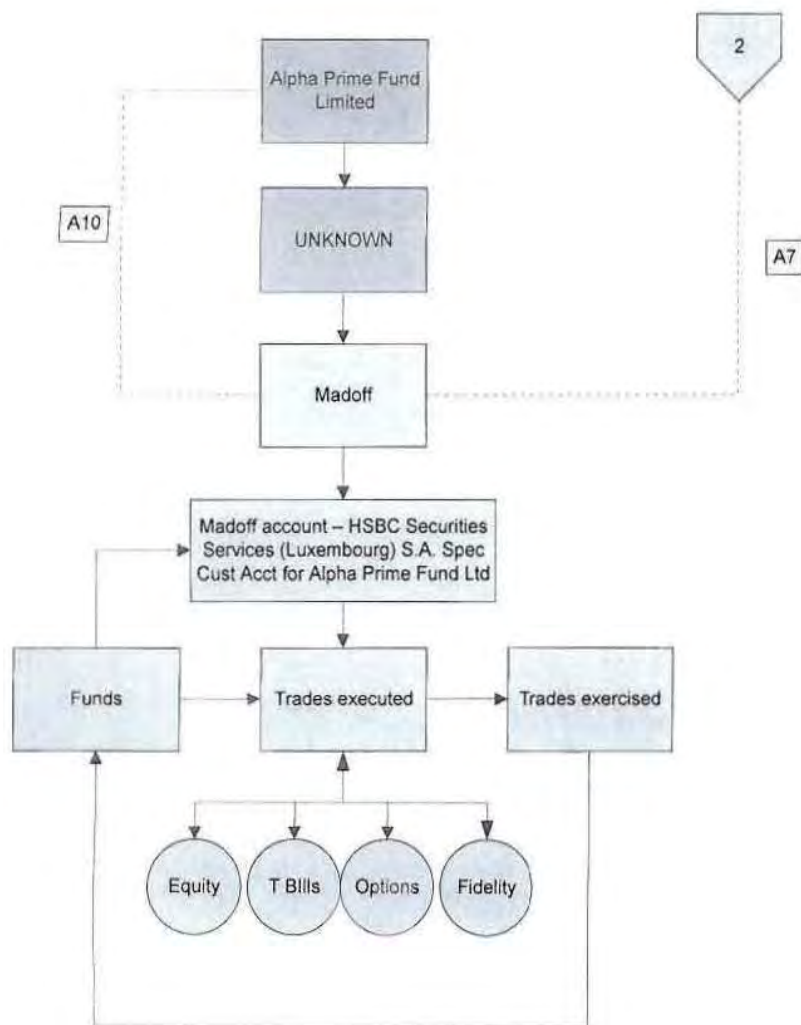 Alpha Prime Fund
Limited
2
A10
UNKNOWN
A7
Madoff
Madoff account – HSBC Securities
Services (Luxembourg) S.A. Spec
Cust Acct for Alpha Prime Fund Ltd
Funds
Trades executed
Trades exercised
Equity
T BIlls
Options
Fidelity